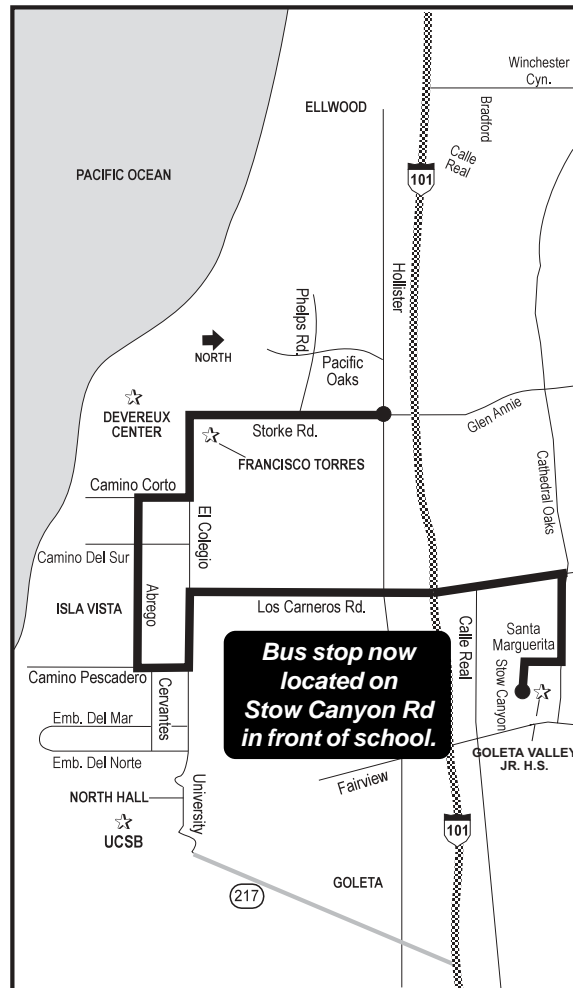 Winchester
Cyn.
ELLWOOD
Bradford
Calle
Real
PACIFIC OCEAN
101
Hollister
Phelps Rd.
NORTH
Pacific
Oaks
DEVEREUX
CENTER
Storke Rd.
Glen Annie
FRANCISCO TORRES
Cathedral Oaks
Camino Corto
El Colegio
Camino Del Sur
Abrego
ISLA VISTA
Los Carneros Rd.
Calle Real
Santa
Marguerita
Stow Canyon
Bus stop now
located on
Stow Canyon Rd
in front of school.
Camino Pescadero
Cervantes
Emb. Del Mar
Emb. Del Norte
GOLETA VALLEY
JR. H.S.
Fairview
University
NORTH HALL
UCSB
101
GOLETA
217